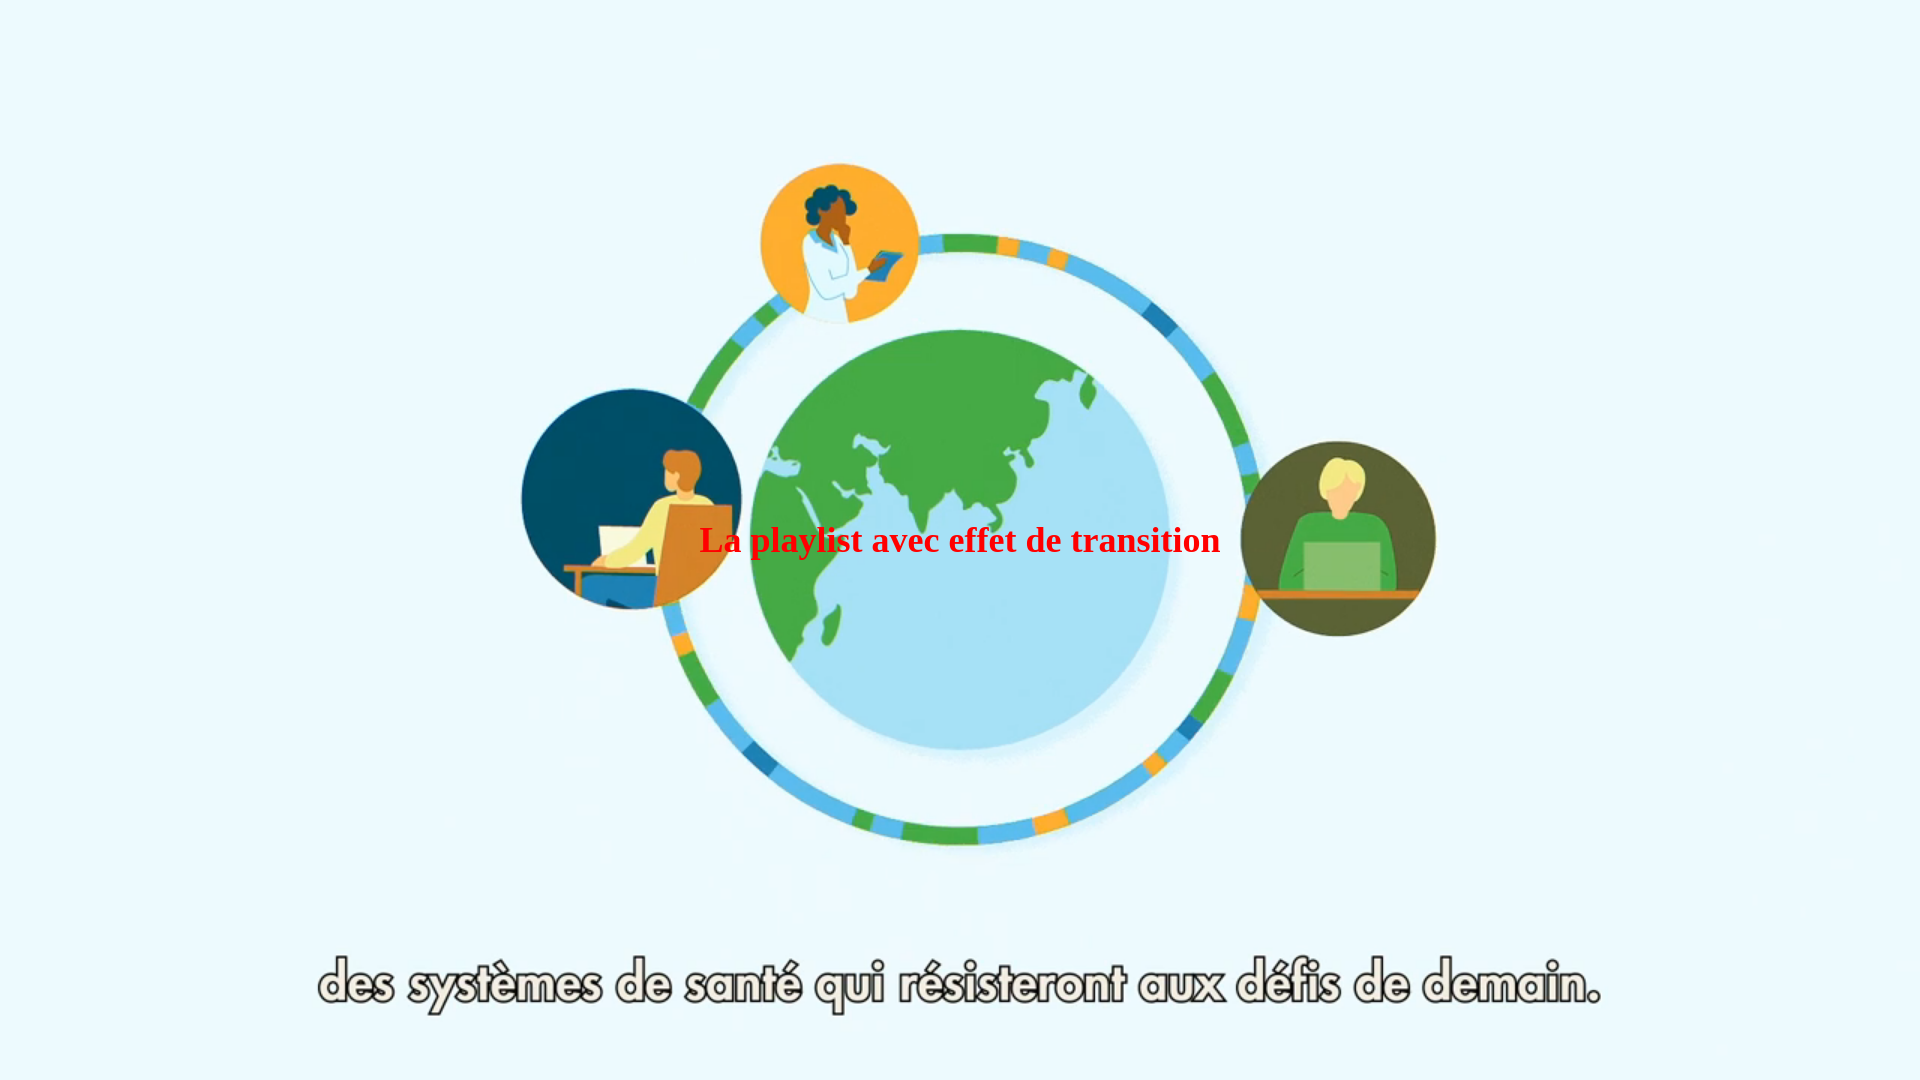 La playlist avec effet de transition
des systèmes de santé qui résisteront aux défis de demain.